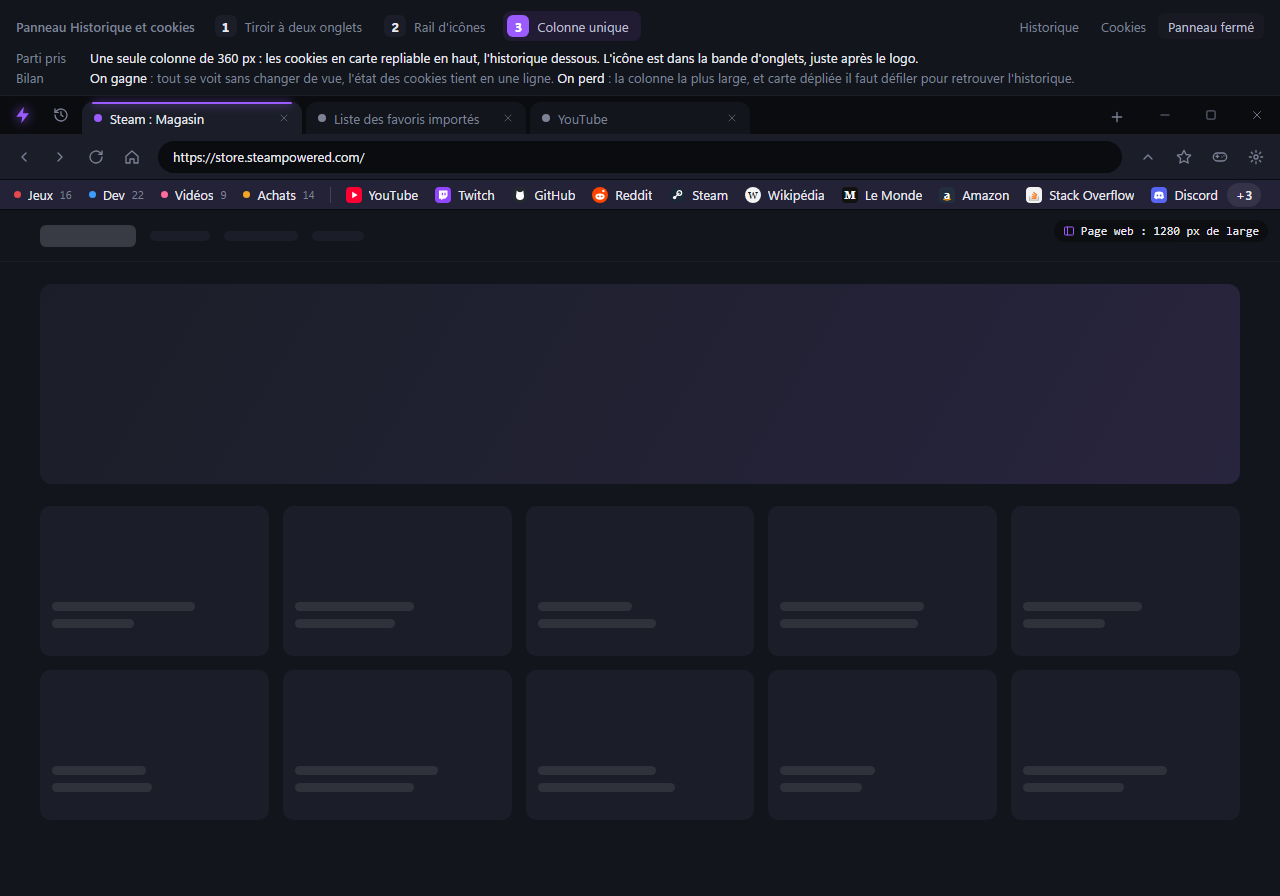 Panneau Historique et cookies 1 Tiroir à deux onglets 2 Rail d'icônes 3 Colonne unique Historique Cookies Panneau fermé
Parti pris Une seule colonne de 360 px : les cookies en carte repliable en haut, l'historique dessous. L'icône est dans la bande d'onglets, juste après le logo.
Bilan On gagne : tout se voit sans changer de vue, l'état des cookies tient en une ligne. On perd : la colonne la plus large, et carte dépliée il faut défiler pour retrouver l'historique.
Steam : Magasin Liste des favoris importés YouTube
https://store.steampowered.com/
Jeux 16 Dev 22 Vidéos 9 Achats 14 YouTube Twitch GitHub Reddit Steam W Wikipédia M Le Monde a Amazon Stack Overflow Discord +3
Page web : 1280 px de large